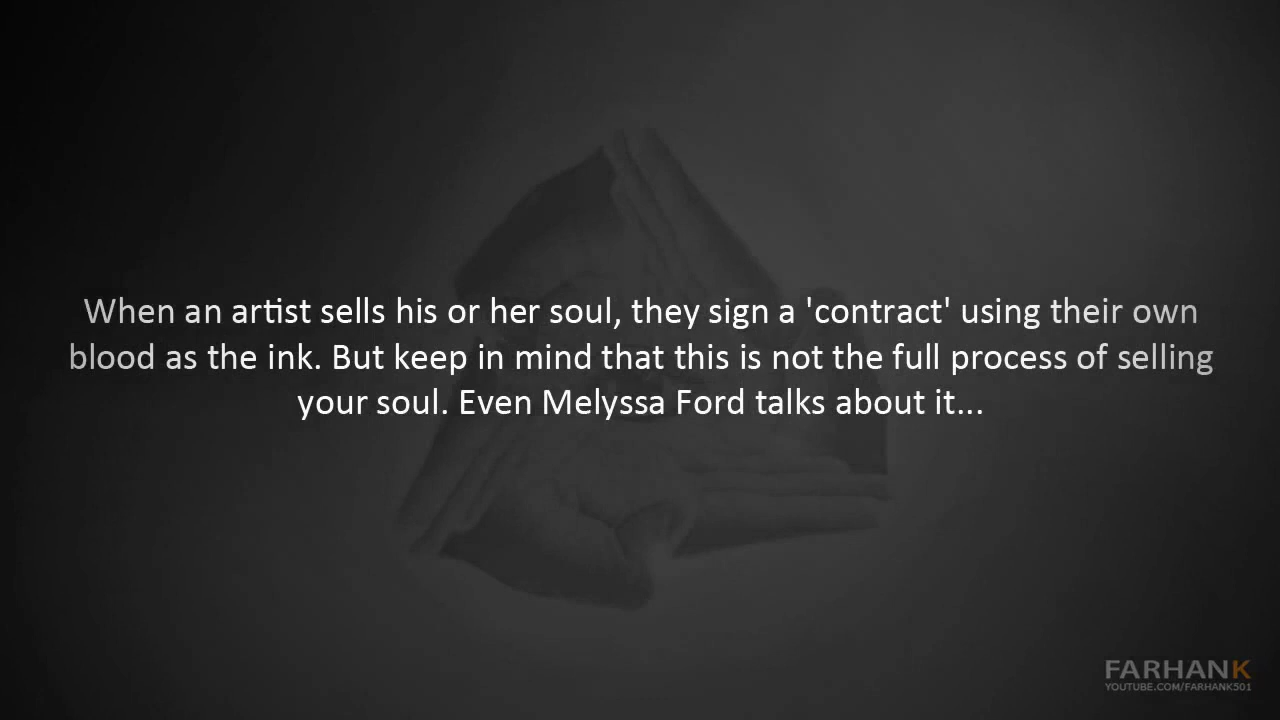 When an artist sells his or her soul, they sign a 'contract' using their own
blood as the ink. But keep in mind that this is not the full process of selling
your soul. Even Melyssa Ford talks about it...
FARHANK
YOUTUBE.COM/FARHANK501